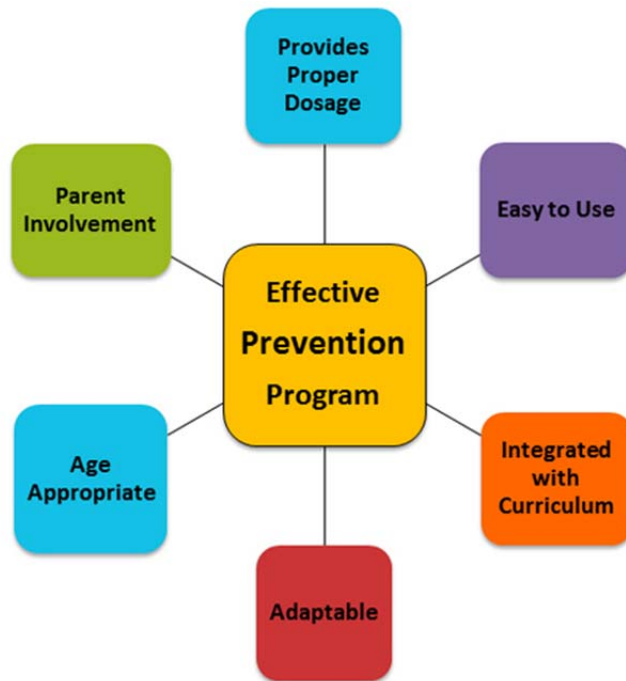 Provides
Proper
Dosage
Parent
Involvement
Easy to Use
Effective
Prevention
Program
Age
Appropriate
Integrated
with
Curriculum
Adaptable